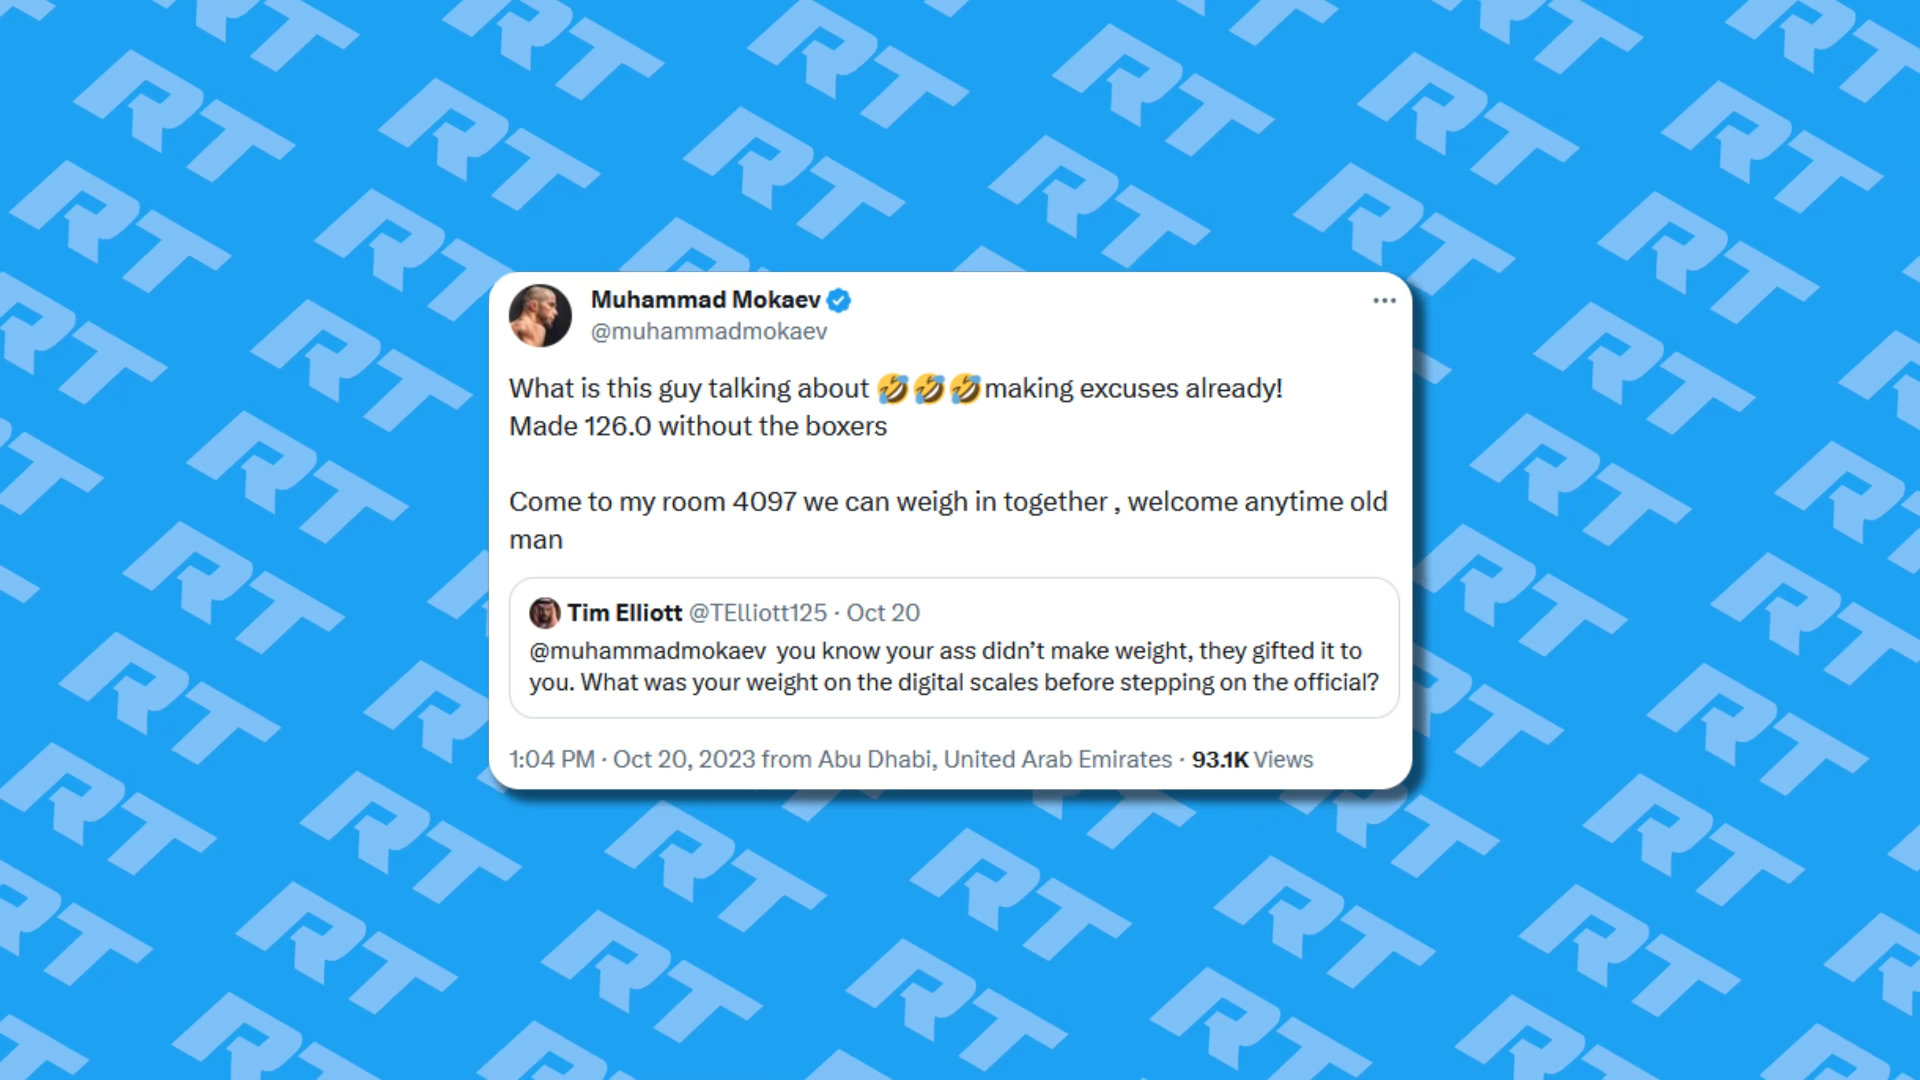 Muhammad Mokaev
@muhammadmokaev
What is this guy talking about 🤣🤣🤣making excuses already!
Made 126.0 without the boxers
Come to my room 4097 we can weigh in together , welcome anytime old
man
Tim Elliott @TElliott125 · Oct 20
@muhammadmokaev  you know your ass didn’t make weight, they gifted it to
you. What was your weight on the digital scales before stepping on the official?
1:04 PM · Oct 20, 2023 from Abu Dhabi, United Arab Emirates · 93.1K Views
RT